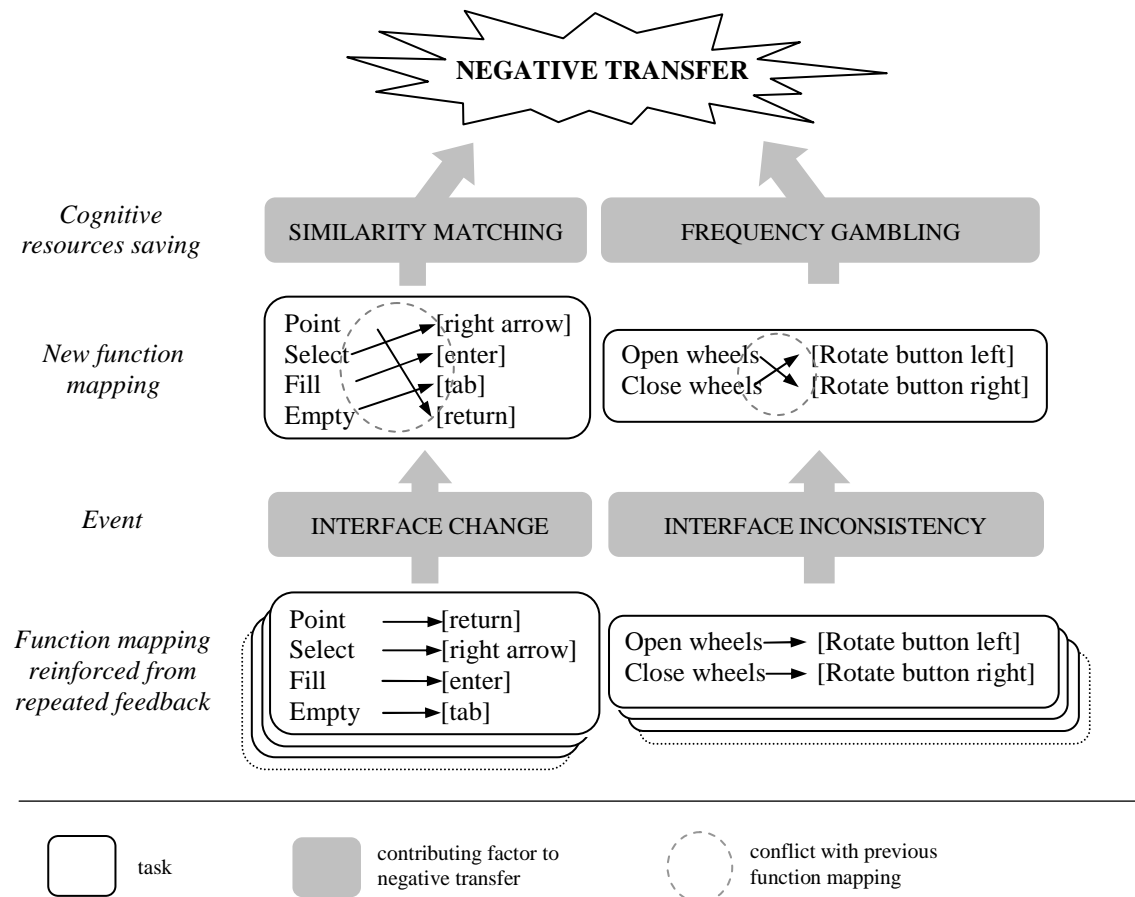 NEGATIVE TRANSFER
Cognitive
resources saving
SIMILARITY MATCHING
FREQUENCY GAMBLING
New function
mapping
Point [right arrow]
Select [enter]
Fill [tab]
Empty [return]
Open wheels [Rotate button left]
Close wheels [Rotate button right]
Event
INTERFACE CHANGE
INTERFACE INCONSISTENCY
Function mapping
reinforced from
repeated feedback
Point [return]
Select [right arrow]
Fill [enter]
Empty [tab]
Open wheels [Rotate button left]
Close wheels [Rotate button right]
task
contributing factor to
negative transfer
conflict with previous
function mapping